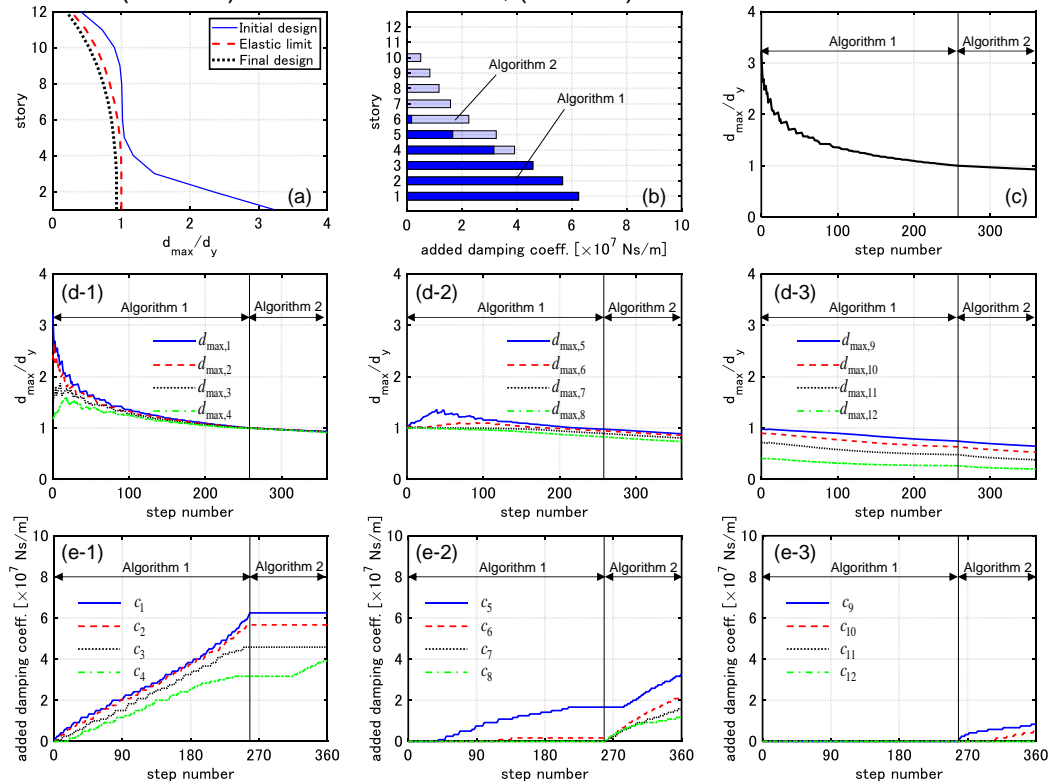 12
10
8
6
4
2
story
0
1
2
3
4
d_max/d_y
Initial design
Elastic limit
Final design
(a)
13
12
11
10
9
8
7
6
5
4
3
2
1
story
0
2
4
6
8
10
added damping coeff. [×10^7 Ns/m]
Algorithm 2
Algorithm 1
(b)
4
3
2
1
0
d_max/d_y
0
100
200
300
step number
Algorithm 1
Algorithm 2
(c)
(d-1)
4
3
2
1
0
d_max/d_y
0
100
200
300
step number
Algorithm 1
Algorithm 2
d_max,1
d_max,2
d_max,3
d_max,4
(d-2)
4
3
2
1
0
d_max/d_y
0
100
200
300
step number
Algorithm 1
Algorithm 2
d_max,5
d_max,6
d_max,7
d_max,8
(d-3)
4
3
2
1
0
d_max/d_y
0
100
200
300
step number
Algorithm 1
Algorithm 2
d_max,9
d_max,10
d_max,11
d_max,12
(e-1)
10
8
6
4
2
0
added damping coeff. [×10^7 Ns/m]
0
90
180
270
360
step number
Algorithm 1
Algorithm 2
c_1
c_2
c_3
c_4
(e-2)
10
8
6
4
2
0
added damping coeff. [×10^7 Ns/m]
0
90
180
270
360
step number
Algorithm 1
Algorithm 2
c_5
c_6
c_7
c_8
(e-3)
10
8
6
4
2
0
added damping coeff. [×10^7 Ns/m]
0
90
180
270
360
step number
Algorithm 1
Algorithm 2
c_9
c_10
c_11
c_12